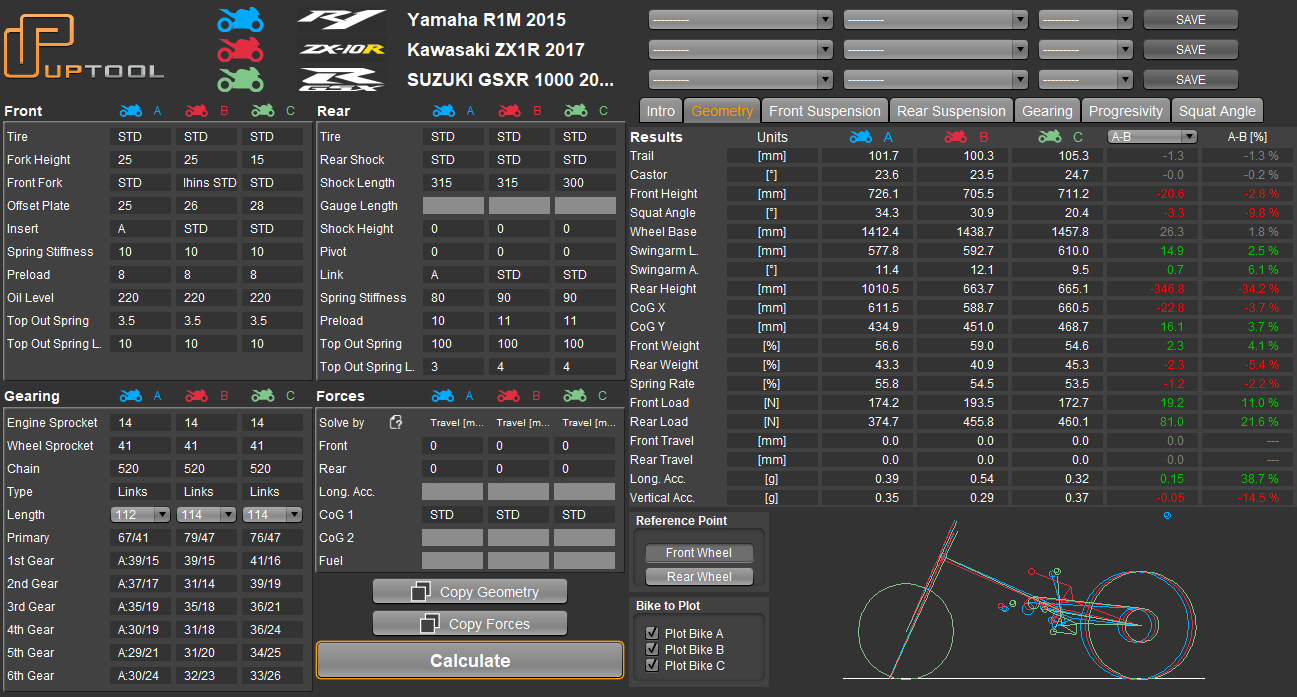 UPTOOL
R1 Yamaha R1M 2015
ZX-10R Kawasaki ZX1R 2017
R GSX SUZUKI GSXR 1000 20...
--------- --------- --------- SAVE
--------- --------- --------- SAVE
--------- --------- --------- SAVE
Front A B C
Tire STD STD STD
Fork Height 25 25 15
Front Fork STD lhins STD STD
Offset Plate 25 26 28
Insert A STD STD
Spring Stiffness 10 10 10
Preload 8 8 8
Oil Level 220 220 220
Top Out Spring 3.5 3.5 3.5
Top Out Spring L. 10 10 10
Rear A B C
Tire STD STD STD
Rear Shock STD STD STD
Shock Length 315 315 300
Gauge Length
Shock Height 0 0 0
Pivot 0 0 0
Link A STD STD
Spring Stiffness 80 90 90
Preload 10 11 11
Top Out Spring 100 100 100
Top Out Spring L. 3 4 4
Gearing A B C
Engine Sprocket 14 14 14
Wheel Sprocket 41 41 41
Chain 520 520 520
Type Links Links Links
Length 112 114 114
Primary 67/41 79/47 76/47
1st Gear A:39/15 39/15 41/16
2nd Gear A:37/17 31/14 39/19
3rd Gear A:35/19 35/18 36/21
4th Gear A:30/19 31/18 36/24
5th Gear A:29/21 31/20 34/25
6th Gear A:30/24 32/23 33/26
Forces A B C
Solve by Travel [m... Travel [m... Travel [m...
Front 0 0 0
Rear 0 0 0
Long. Acc.
CoG 1 STD STD STD
CoG 2
Fuel
Copy Geometry
Copy Forces
Calculate
Intro Geometry Front Suspension Rear Suspension Gearing Progresivity Squat Angle
Results Units A B C A-B A-B [%]
Trail [mm] 101.7 100.3 105.3 -1.3 -1.3 %
Castor [°] 23.6 23.5 24.7 -0.0 -0.2 %
Front Height [mm] 726.1 705.5 711.2 -20.6 -2.8 %
Squat Angle [°] 34.3 30.9 20.4 -3.3 -9.8 %
Wheel Base [mm] 1412.4 1438.7 1457.8 26.3 1.8 %
Swingarm L. [mm] 577.8 592.7 610.0 14.9 2.5 %
Swingarm A. [°] 11.4 12.1 9.5 0.7 6.1 %
Rear Height [mm] 1010.5 663.7 665.1 -346.8 -34.2 %
CoG X [mm] 611.5 588.7 660.5 -22.8 -3.7 %
CoG Y [mm] 434.9 451.0 468.7 16.1 3.7 %
Front Weight [%] 56.6 59.0 54.6 2.3 4.1 %
Rear Weight [%] 43.3 40.9 45.3 -2.3 -5.4 %
Spring Rate [%] 55.8 54.5 53.5 -1.2 -2.2 %
Front Load [N] 174.2 193.5 172.7 19.2 11.0 %
Rear Load [N] 374.7 455.8 460.1 81.0 21.6 %
Front Travel [mm] 0.0 0.0 0.0 0.0 ---
Rear Travel [mm] 0.0 0.0 0.0 0.0 ---
Long. Acc. [g] 0.39 0.54 0.32 0.15 38.7 %
Vertical Acc. [g] 0.35 0.29 0.37 -0.05 -14.5 %
Reference Point
Front Wheel
Rear Wheel
Bike to Plot
Plot Bike A
Plot Bike B
Plot Bike C